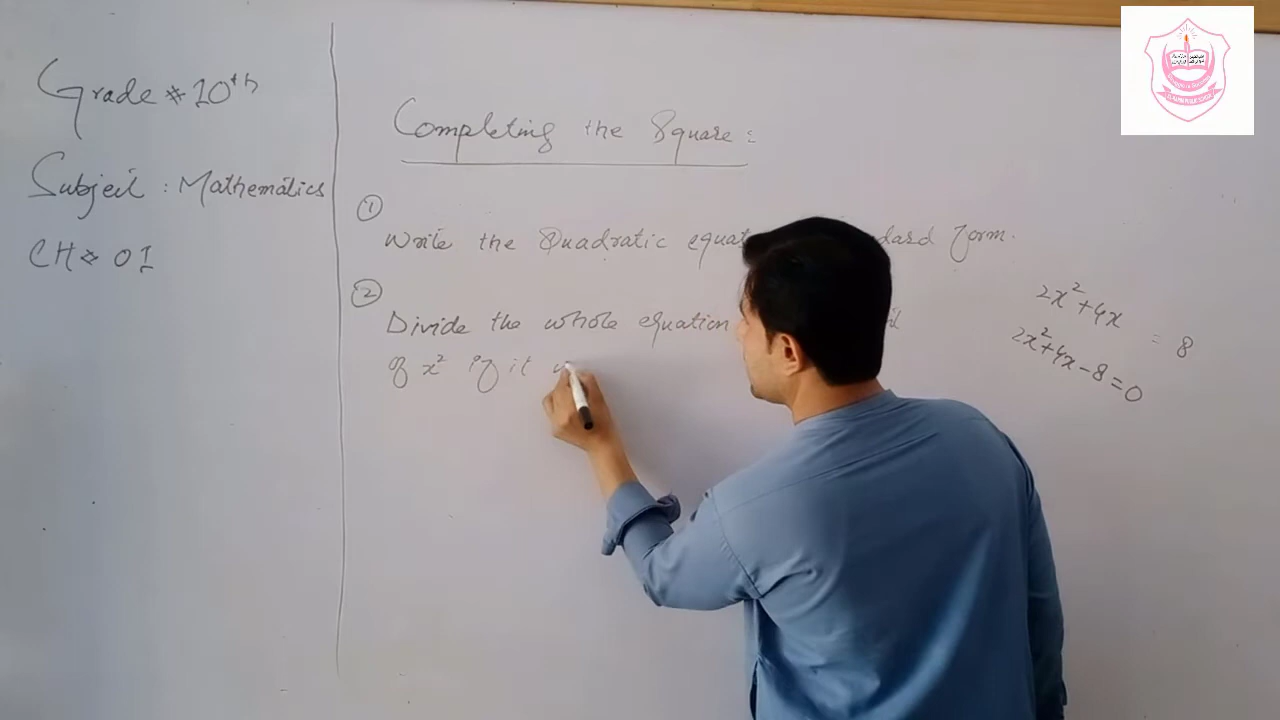 Grade # 10th
Subject : Mathematics
CH # 01
Completing the Square :
①
Write the Quadratic equat dard form.
②
Divide the whole equation
of x² if it
2x²+4x = 8
2x²+4x-8=0